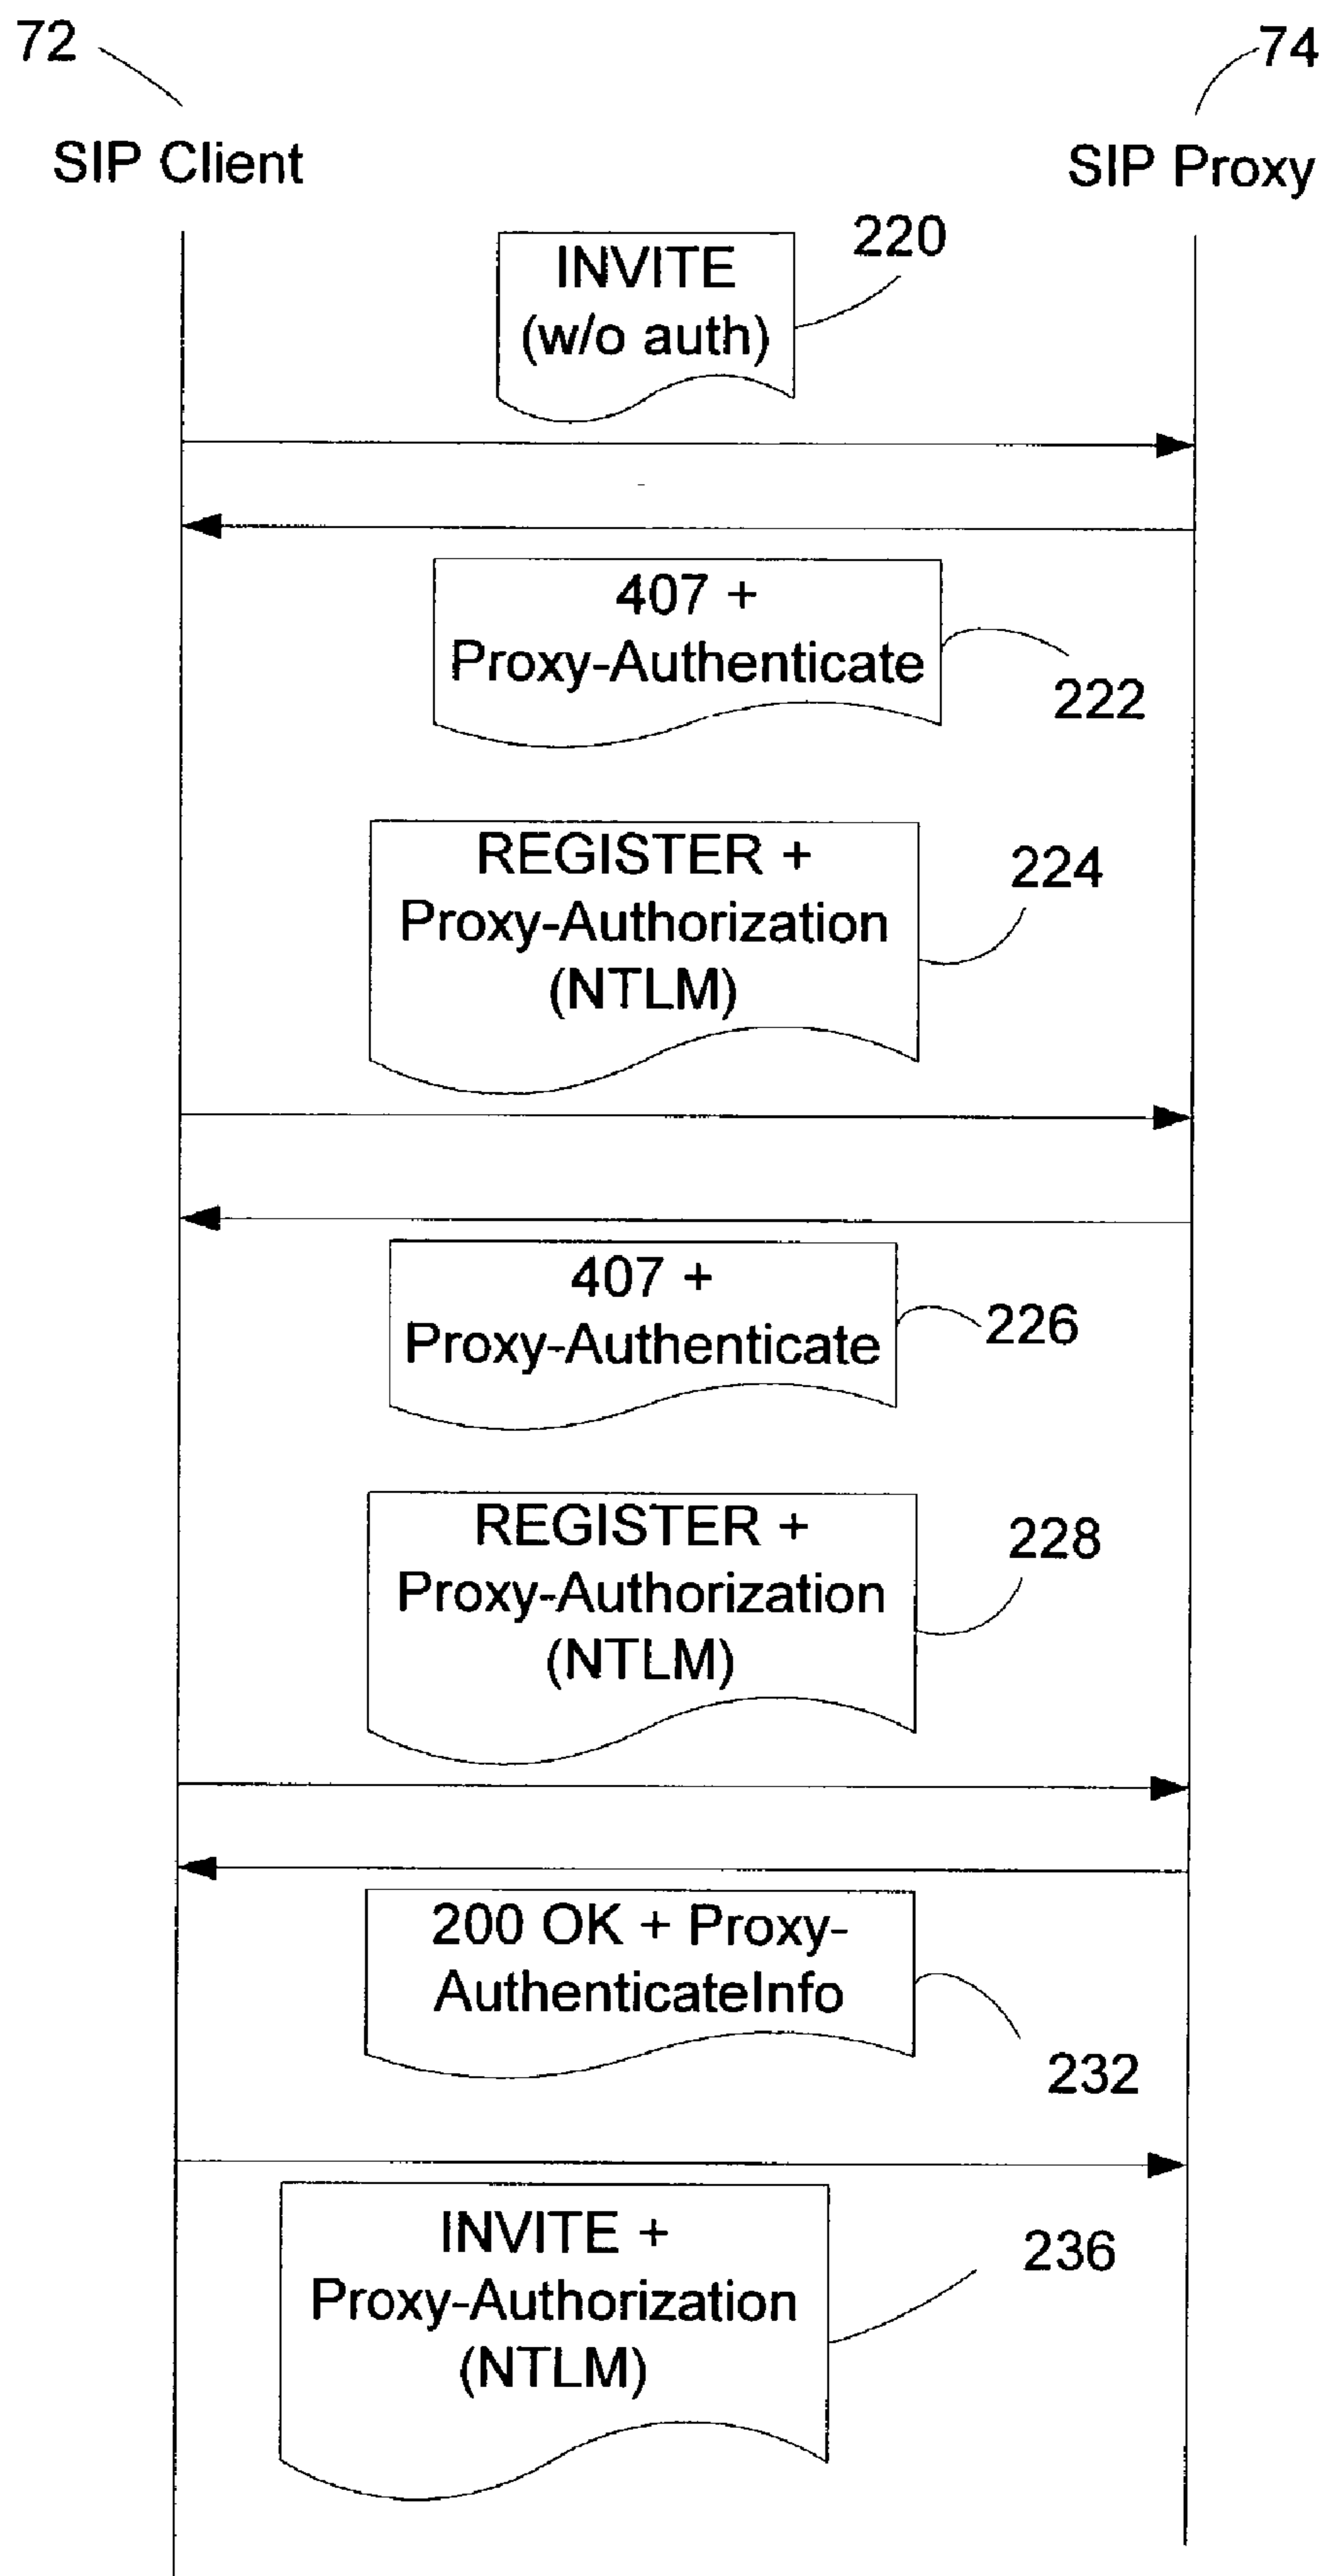 72
74
SIP Client
SIP Proxy
220
INVITE
(w/o auth)
407 +
Proxy-Authenticate
222
REGISTER +
Proxy-Authorization
(NTLM)
224
407 +
Proxy-Authenticate
226
REGISTER +
Proxy-Authorization
(NTLM)
228
200 OK + Proxy-
AuthenticateInfo
232
INVITE +
Proxy-Authorization
(NTLM)
236